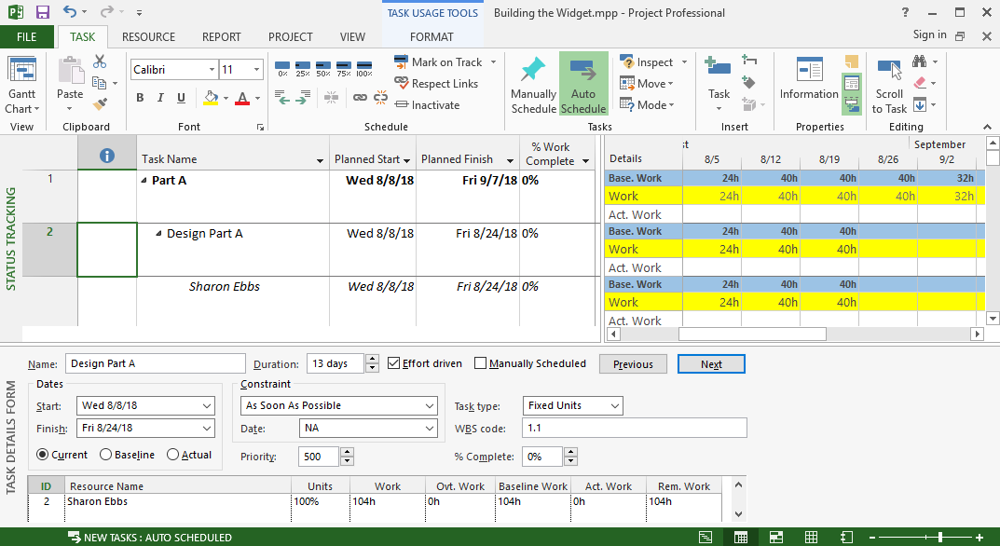 TASK USAGE TOOLS Building the Widget.mpp - Project Professional ?
FILE TASK RESOURCE REPORT PROJECT VIEW FORMAT Sign in
Gantt Chart
View
Paste
Clipboard
Calibri 11
B I U A
Font
0% 25% 50% 75% 100%
Mark on Track
Respect Links
Inactivate
Schedule
Manually Schedule
Auto Schedule
Inspect
Move
Mode
Tasks
Task
Insert
Information
Properties
Scroll to Task
Editing
STATUS TRACKING
Task Name Planned Start Planned Finish % Work Complete
1 Part A Wed 8/8/18 Fri 9/7/18 0%
2 Design Part A Wed 8/8/18 Fri 8/24/18 0%
Sharon Ebbs Wed 8/8/18 Fri 8/24/18 0%
st September
Details 8/5 8/12 8/19 8/26 9/2
Base. Work 24h 40h 40h 40h 32h
Work 24h 40h 40h 40h 32h
Act. Work
Base. Work 24h 40h 40h
Work 24h 40h 40h
Act. Work
Base. Work 24h 40h 40h
Work 24h 40h 40h
Act. Work
TASK DETAILS FORM
Name: Design Part A Duration: 13 days Effort driven Manually Scheduled Previous Next
Dates Constraint
Start: Wed 8/8/18 As Soon As Possible Task type: Fixed Units
Finish: Fri 8/24/18 Date: NA WBS code: 1.1
Current Baseline Actual Priority: 500 % Complete: 0%
ID Resource Name Units Work Ovt. Work Baseline Work Act. Work Rem. Work
2 Sharon Ebbs 100% 104h 0h 104h 0h 104h
NEW TASKS : AUTO SCHEDULED